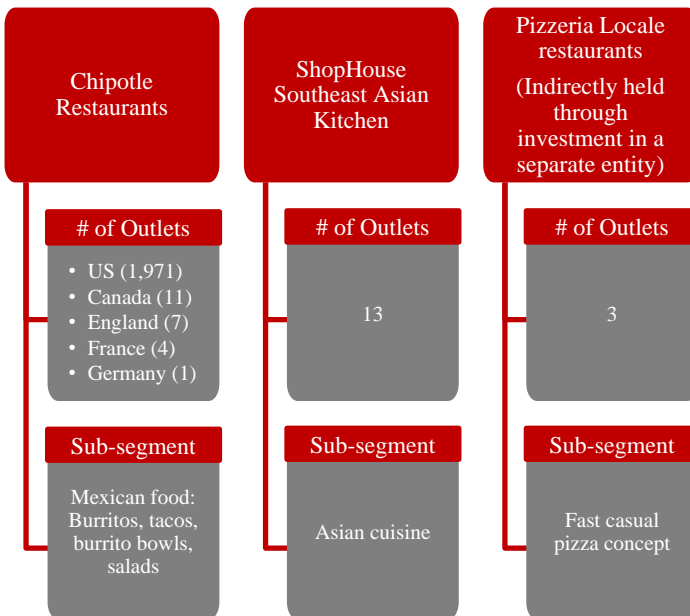 Chipotle
Restaurants
# of Outlets
• US (1,971)
• Canada (11)
• England (7)
• France (4)
• Germany (1)
Sub-segment
Mexican food:
Burritos, tacos,
burrito bowls,
salads
ShopHouse
Southeast Asian
Kitchen
# of Outlets
13
Sub-segment
Asian cuisine
Pizzeria Locale
restaurants
(Indirectly held
through
investment in a
separate entity)
# of Outlets
3
Sub-segment
Fast casual
pizza concept